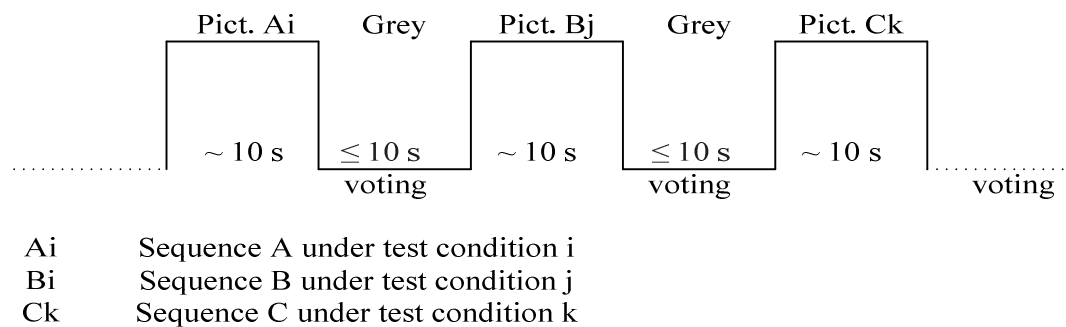 Pict. Ai Grey Pict. Bj Grey Pict. Ck
~ 10 s ≤ 10 s ~ 10 s ≤ 10 s ~ 10 s
voting voting voting
Ai Sequence A under test condition i
Bi Sequence B under test condition j
Ck Sequence C under test condition k